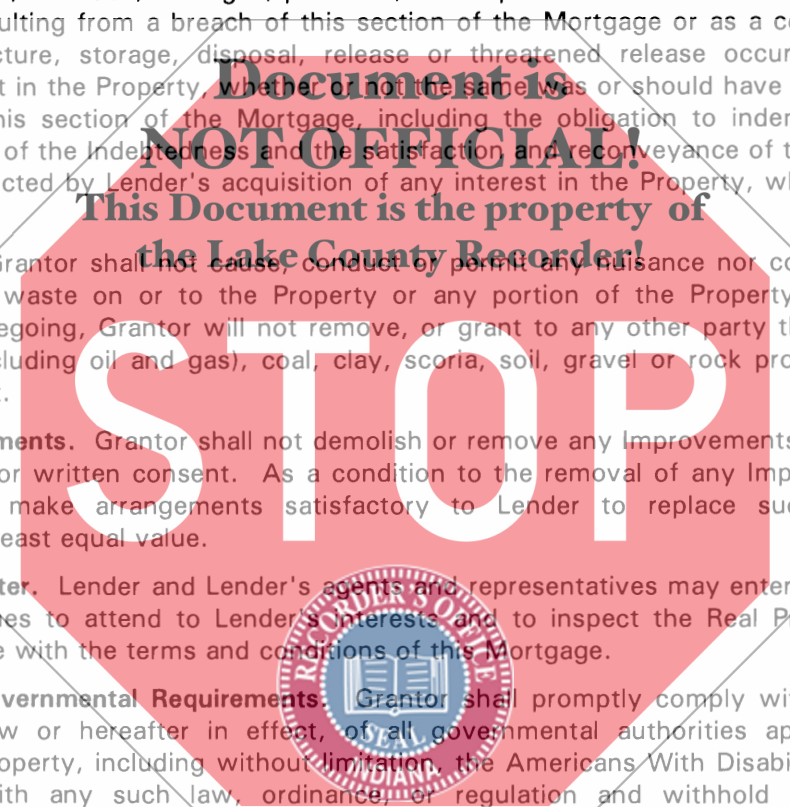 ulting from a breach of this section of the Mortgage or as a
cture, storage, disposal, release or threatened release occur
Document is
t in the Property, whether or not the same was or should have
his section of the Mortgage, including the obligation to inder
NOT OFFICIAL!
of the Indebtedness and the satisfaction and reconveyance of t
cted by Lender's acquisition of any interest in the Property, w
This Document is the property of
the Lake County Recorder!
Grantor shall not cause, conduct or permit any nuisance nor co
waste on or to the Property or any portion of the Property
egoing, Grantor will not remove, or grant to any other party t
luding oil and gas), coal, clay, scoria, soil, gravel or rock pro
STOP
ments. Grantor shall not demolish or remove any Improvements
or written consent. As a condition to the removal of any Imp
make arrangements satisfactory to Lender to replace su
east equal value.
ter. Lender and Lender's agents and representatives may enter
es to attend to Lender's interests and to inspect the Real P
e with the terms and conditions of this Mortgage.
RECORDER'S OFFICE
SEAL
INDIANA
vernmental Requirements. Grantor shall promptly comply wi
w or hereafter in effect, of all governmental authorities ap
operty, including without limitation, the Americans With Disabi
ith any such law, ordinance, or regulation and withhold